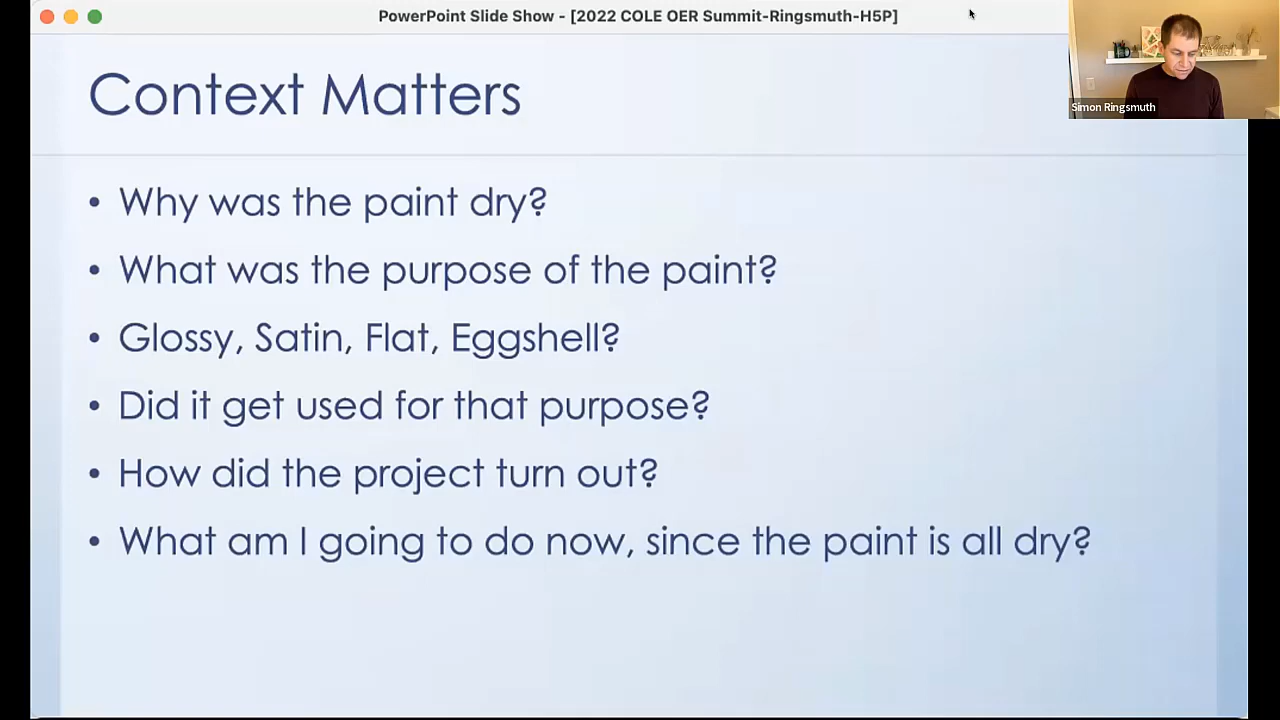 PowerPoint Slide Show - [2022 COLE OER Summit-Ringsmuth-H5P]
Simon Ringsmuth
Context Matters
• Why was the paint dry?
• What was the purpose of the paint?
• Glossy, Satin, Flat, Eggshell?
• Did it get used for that purpose?
• How did the project turn out?
• What am I going to do now, since the paint is all dry?